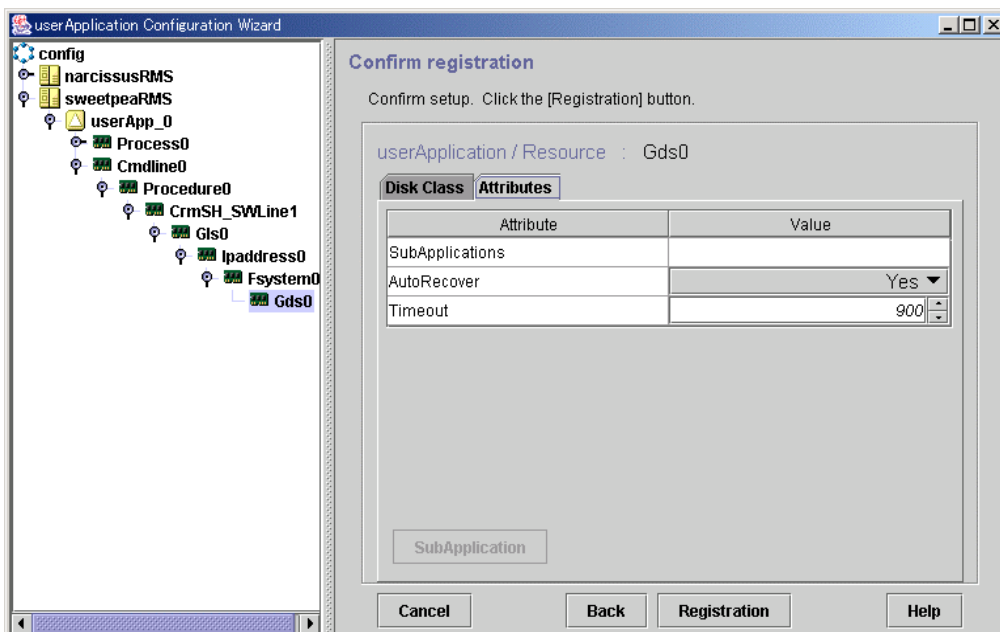 userApplication Configuration Wizard
config
narcissusRMS
sweetpeaRMS
userApp_0
Process0
Cmdline0
Procedure0
CrmSH_SWLine1
Gls0
Ipaddress0
Fsystem0
Gds0
Confirm registration
Confirm setup. Click the [Registration] button.
userApplication / Resource : Gds0
Disk Class Attributes
Attribute Value
SubApplications
AutoRecover Yes
Timeout 900
SubApplication
Cancel Back Registration Help